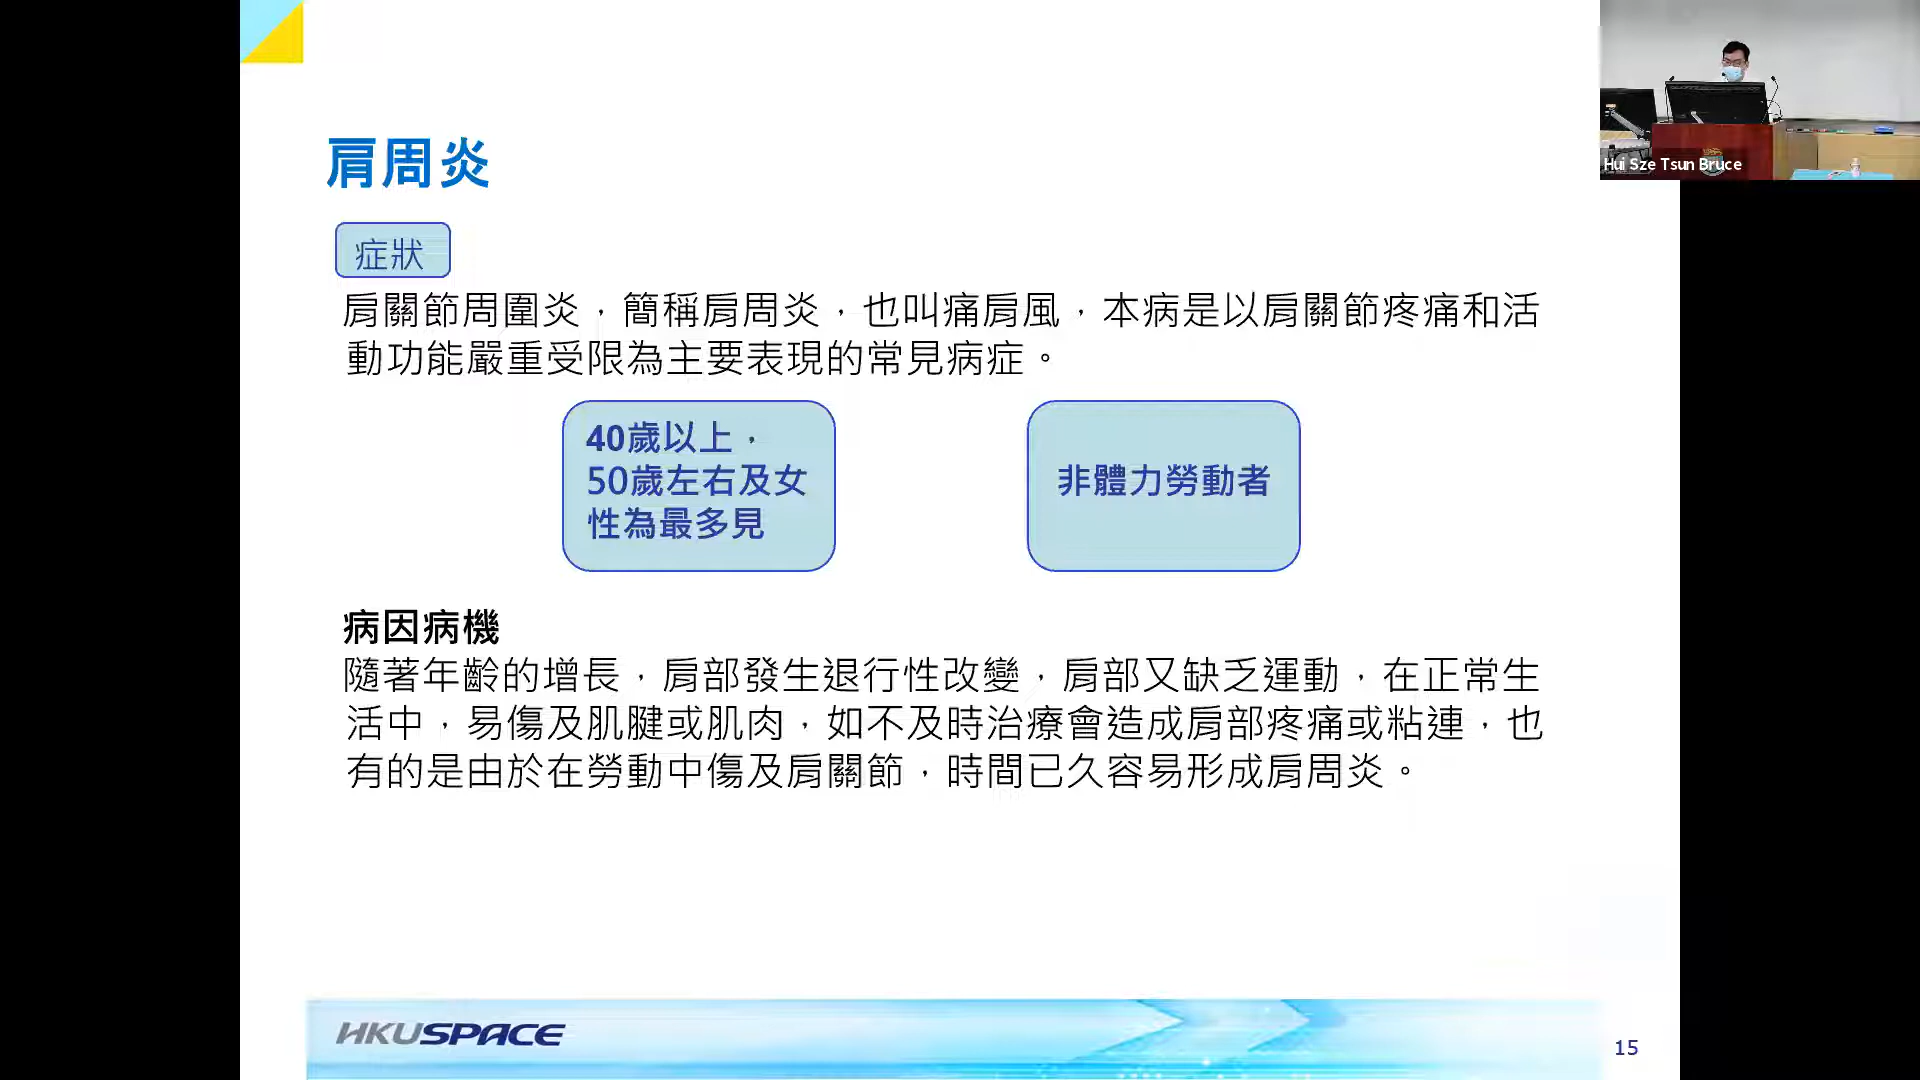 肩周炎
症狀
肩關節周圍炎，簡稱肩周炎，也叫痛肩風，本病是以肩關節疼痛和活
動功能嚴重受限為主要表現的常見病症。
40歲以上，
50歲左右及女
性為最多見
非體力勞動者
病因病機
隨著年齡的增長，肩部發生退行性改變，肩部又缺乏運動，在正常生
活中，易傷及肌腱或肌肉，如不及時治療會造成肩部疼痛或粘連，也
有的是由於在勞動中傷及肩關節，時間已久容易形成肩周炎。
HKUSPACE
15
Hui Sze Tsun Bruce